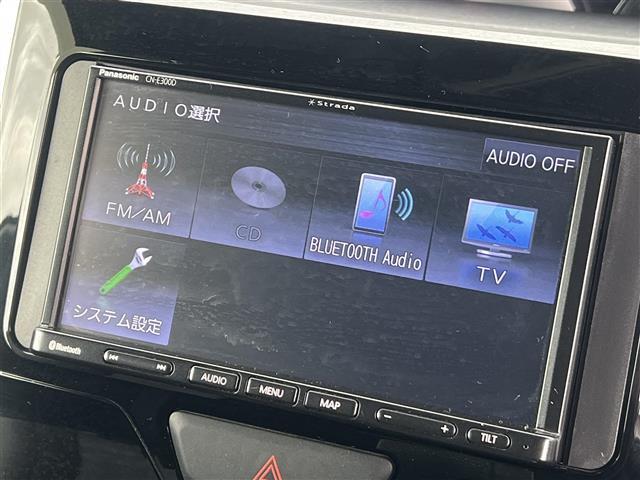 Panasonic
CN-E300D
Strada
AUDIO選択
AUDIO OFF
FM/AM
CD
BLUETOOTH Audio
TV
システム設定
Bluetooth
AUDIO
MENU
MAP
- +
TILT